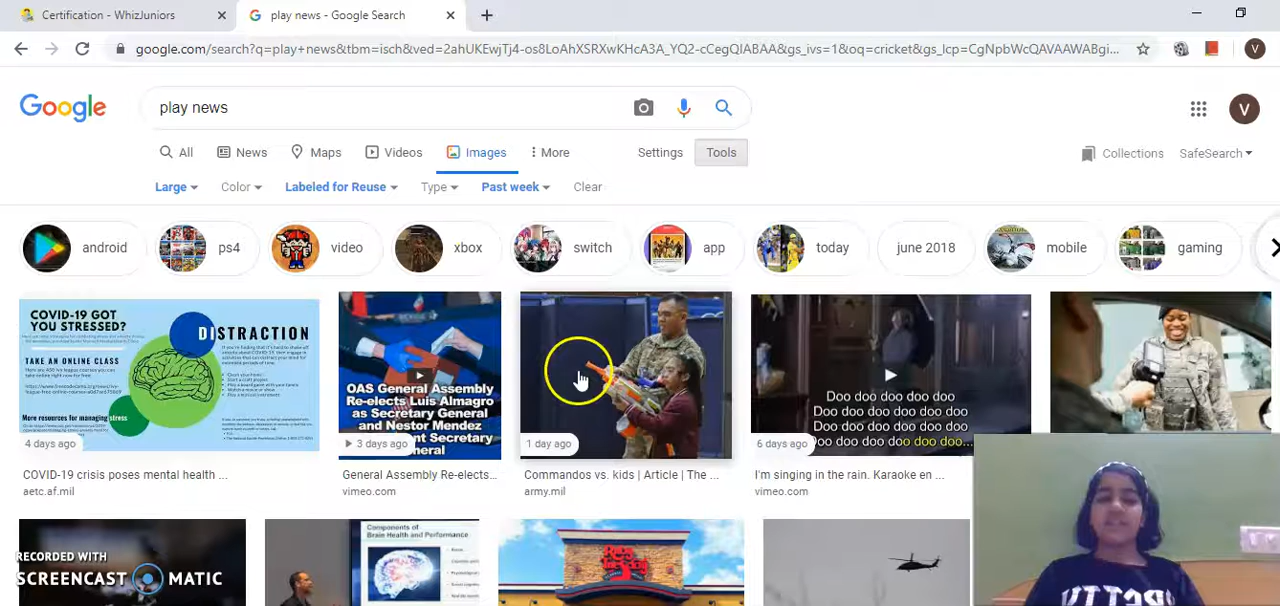 Certification - WhizJuniors
play news - Google Search
google.com/search?q=play+news&tbm=isch&ved=2ahUKEwjTj4-os8LoAhXSRXwKHcA3A_YQ2-cCegQIABAA&gs_ivs=1&oq=cricket&gs_lcp=CgNpbWcQAVAAWABgi...
V
Google
play news
V
All
News
Maps
Videos
Images
More
Settings
Tools
Collections
SafeSearch
Large
Color
Labeled for Reuse
Type
Past week
Clear
android
ps4
video
xbox
switch
app
today
june 2018
mobile
gaming
COVID-19 GOT
YOU STRESSED?
TAKE AN ONLINE CLASS
More resources for managing stress
DISTRACTION
4 days ago
OAS General Assembly
Re-elects Luis Almagro
as Secretary General
and Nestor Mendez
nt Secretary
General
3 days ago
1 day ago
Doo doo doo doo doo
Doo doo doo doo doo doo
Doo doo doo doo doo doo
oo doo doo doo doo...
6 days ago
COVID-19 crisis poses mental health ...
aetc.af.mil
General Assembly Re-elects...
vimeo.com
Commandos vs. kids | Article | The ...
army.mil
I'm singing in the rain. Karaoke en ...
vimeo.com
Components of
Brain Health and Performance
RECORDED WITH
SCREENCAST MATIC